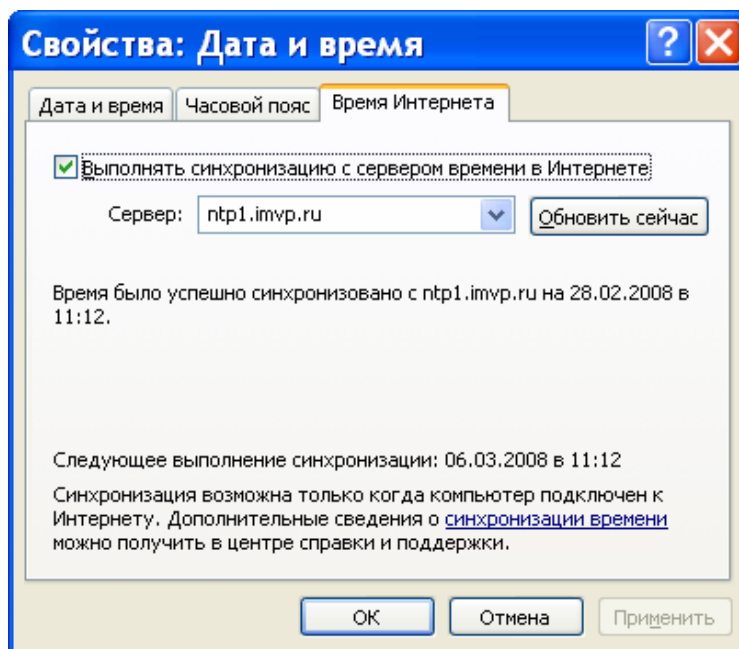 Свойства: Дата и время
Дата и время Часовой пояс Время Интернета
Выполнять синхронизацию с сервером времени в Интернете
Сервер: ntp1.imvp.ru Обновить сейчас
Время было успешно синхронизовано с ntp1.imvp.ru на 28.02.2008 в
11:12.
Следующее выполнение синхронизации: 06.03.2008 в 11:12
Синхронизация возможна только когда компьютер подключен к
Интернету. Дополнительные сведения о синхронизации времени
можно получить в центре справки и поддержки.
ОК Отмена Применить